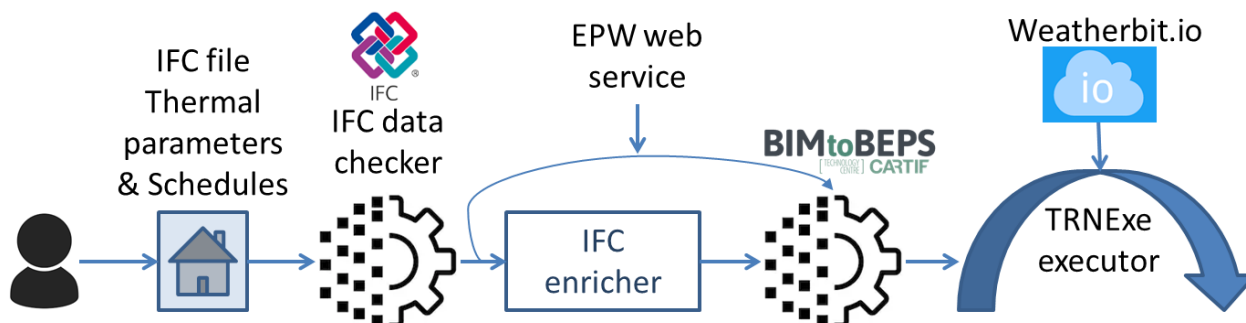 IFC file
Thermal
parameters
& Schedules
®
IFC
IFC data
checker
EPW web
service
IFC
enricher
BIMtoBEPS
[TECHNOLOGY
CENTRE]
CARTIF
Weatherbit.io
io
TRNExe
executor